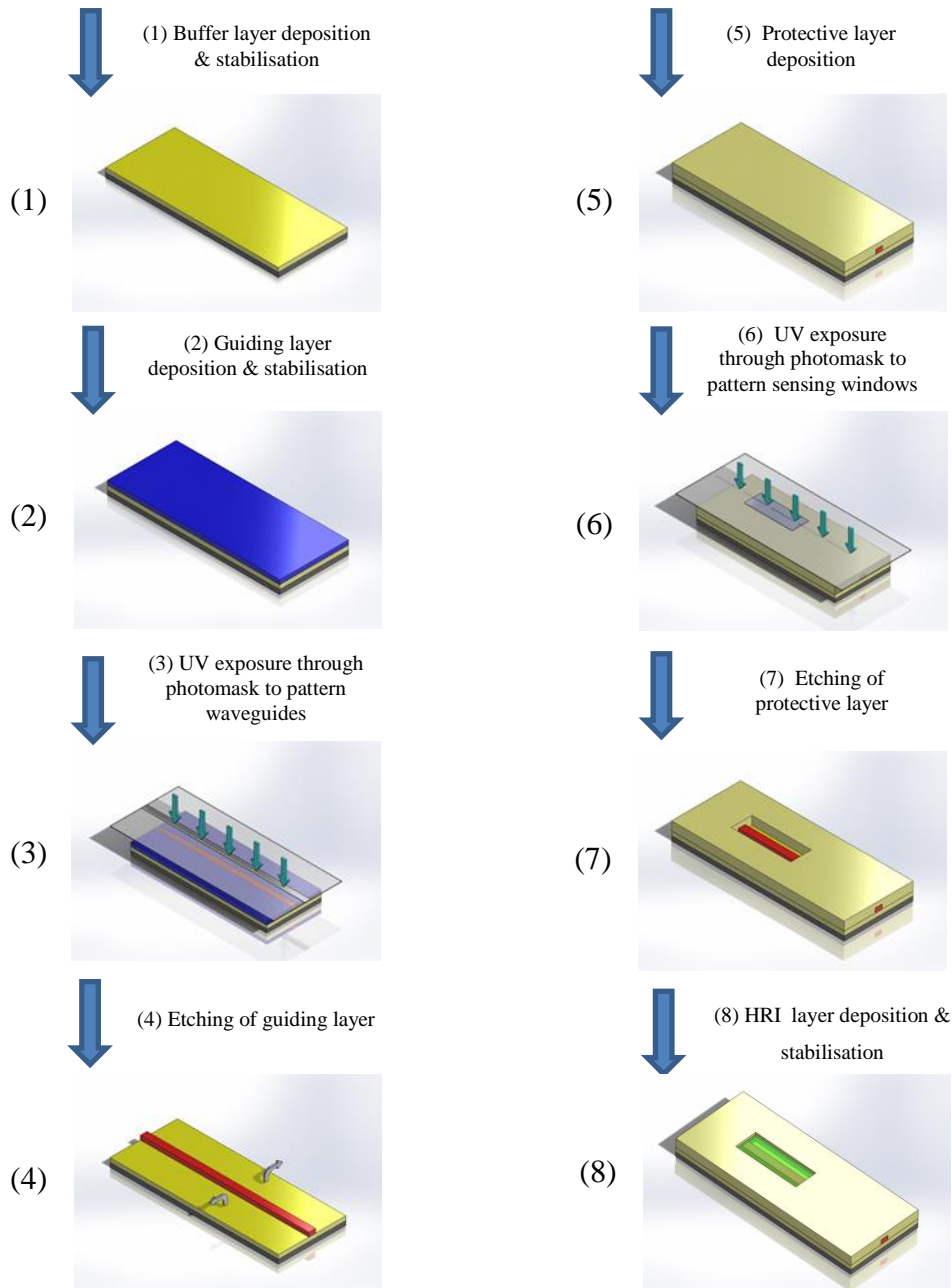 (1) Buffer layer deposition
& stabilisation
(1)
(2) Guiding layer
deposition & stabilisation
(2)
(3) UV exposure through
photomask to pattern
waveguides
(3)
(4) Etching of guiding layer
(4)
(5) Protective layer
deposition
(5)
(6) UV exposure
through photomask to
pattern sensing windows
(6)
(7) Etching of
protective layer
(7)
(8) HRI layer deposition &
stabilisation
(8)